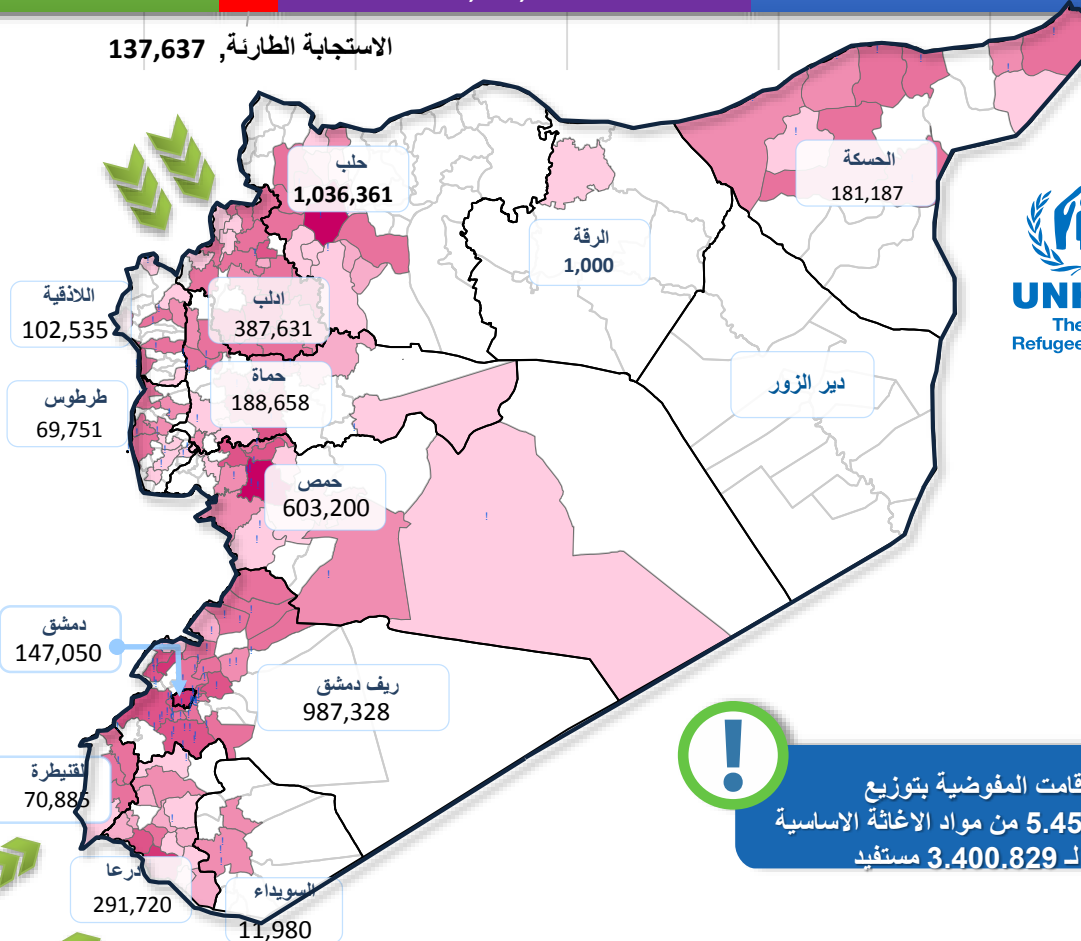 الاستجابة الطارئة, 137,637
حلب
1,036,361
الحسكة
181,187
الرقة
1,000
اللاذقية
102,535
ادلب
387,631
دير الزور
حماة
188,658
طرطوس
69,751
حمص
603,200
دمشق
147,050
ريف دمشق
987,328
القنيطرة
70,885
درعا
291,720
السويداء
11,980
The
Refugee
قامت المفوضية بتوزيع
5.45 من مواد الاغاثة الاساسية
لـ 3.400.829 مستفيد